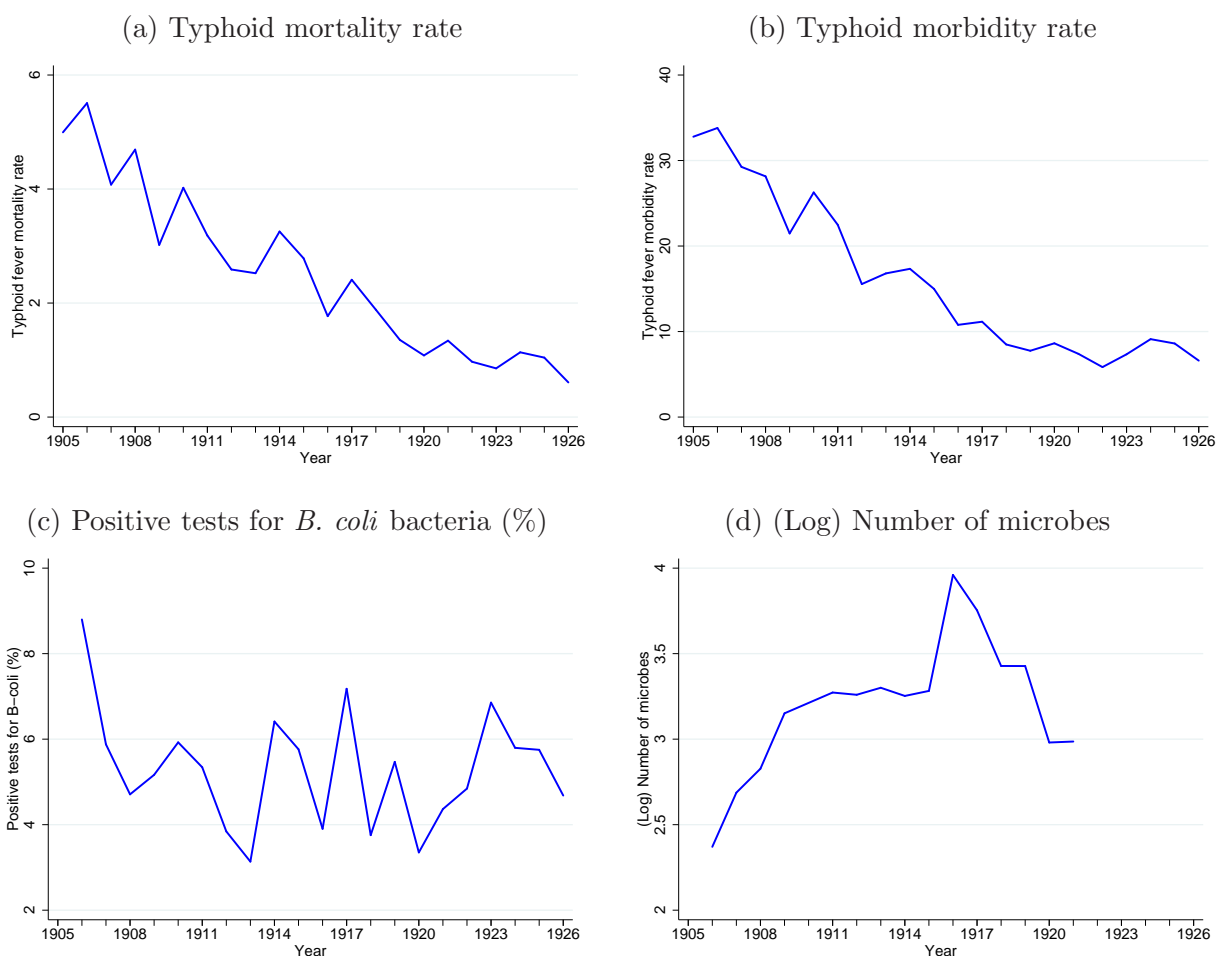 (a) Typhoid mortality rate
Typhoid fever mortality rate
6
4
2
0
1905 1908 1911 1914 1917 1920 1923 1926
Year
(b) Typhoid morbidity rate
Typhoid fever morbidity rate
40
30
20
10
0
1905 1908 1911 1914 1917 1920 1923 1926
Year
(c) Positive tests for B. coli bacteria (%)
Positive tests for B−coli (%)
10
8
6
4
2
1905 1908 1911 1914 1917 1920 1923 1926
Year
(d) (Log) Number of microbes
(Log) Number of microbes
4
3.5
3
2.5
2
1905 1908 1911 1914 1917 1920 1923 1926
Year